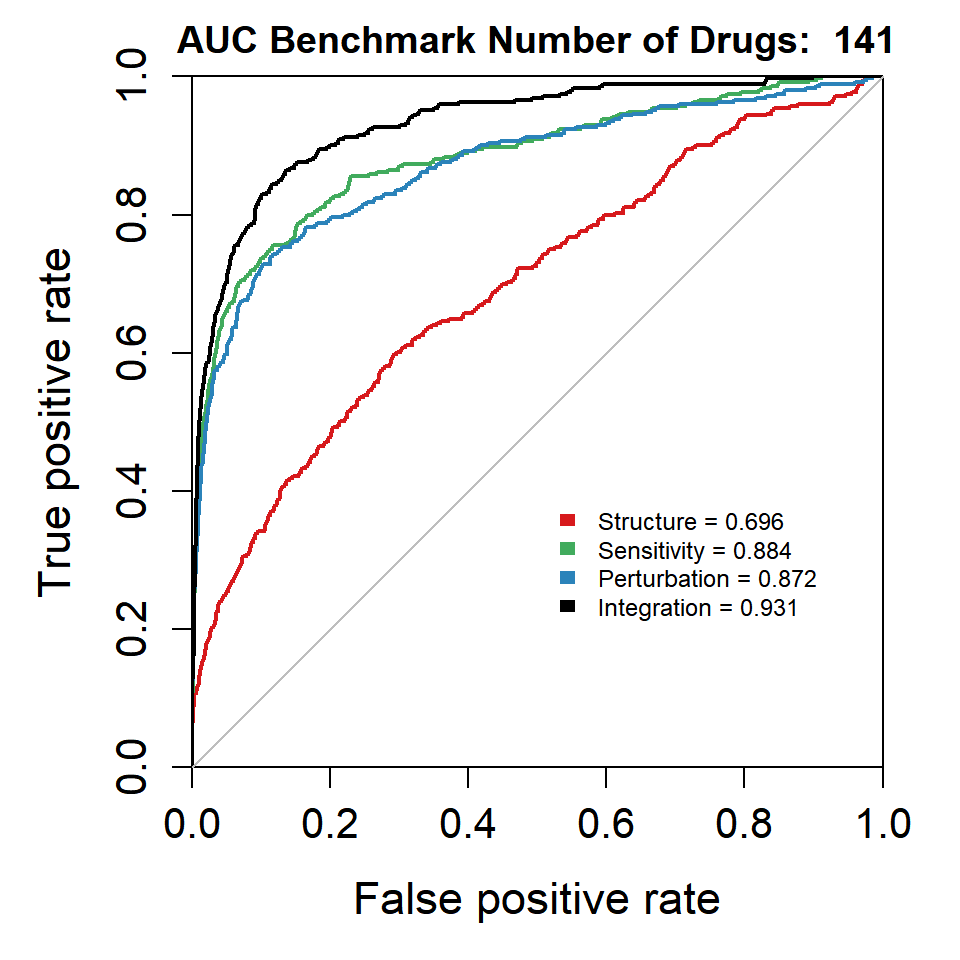 AUC Benchmark Number of Drugs: 141
True positive rate
1.0
0.8
0.6
0.4
0.2
0.0
Structure = 0.696
Sensitivity = 0.884
Perturbation = 0.872
Integration = 0.931
0.0 0.2 0.4 0.6 0.8 1.0
False positive rate